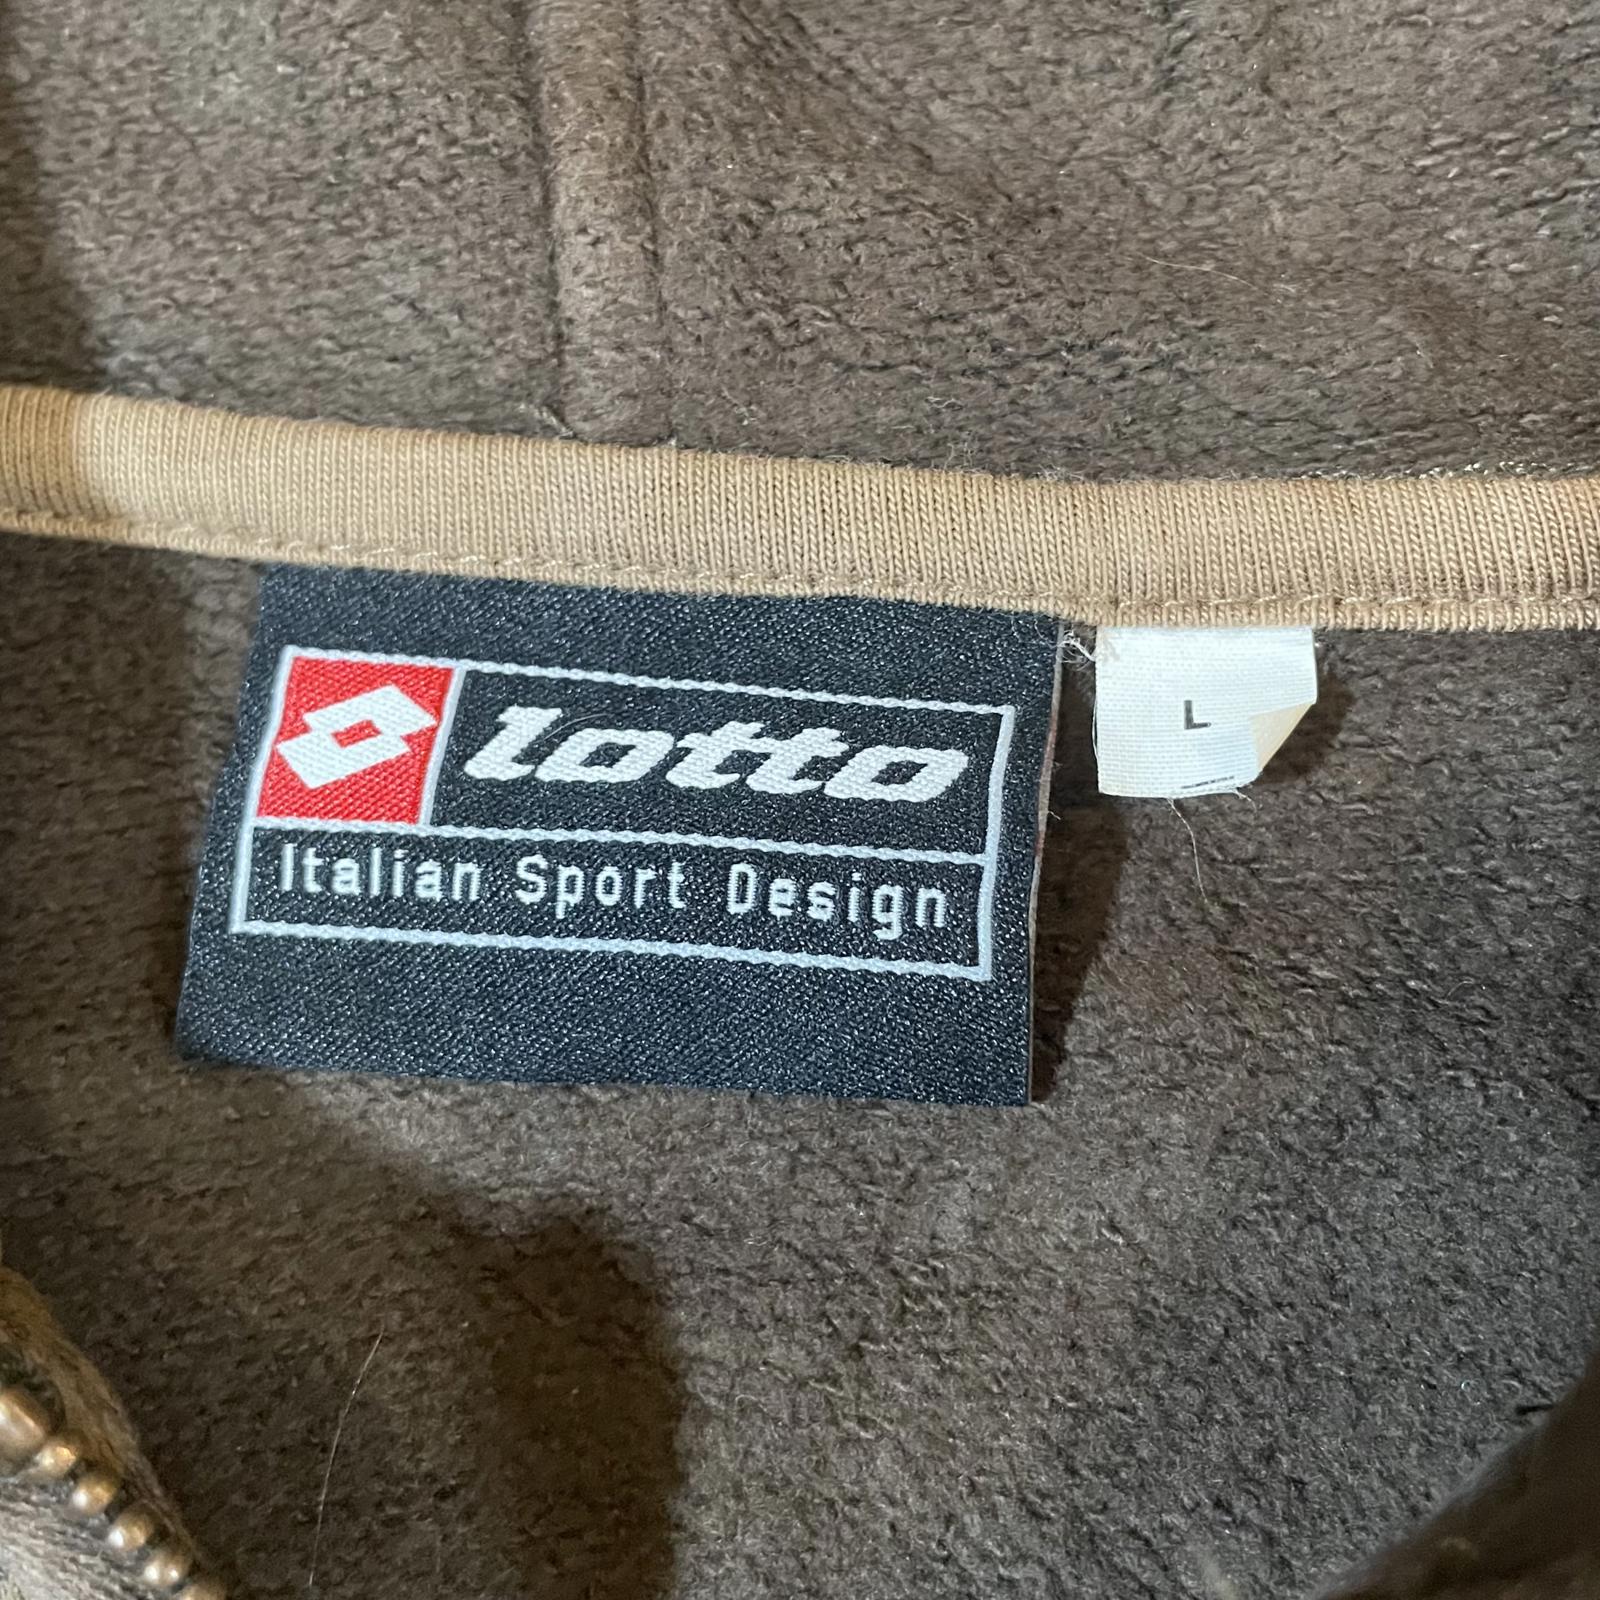 lotto
L
Italian Sport Design